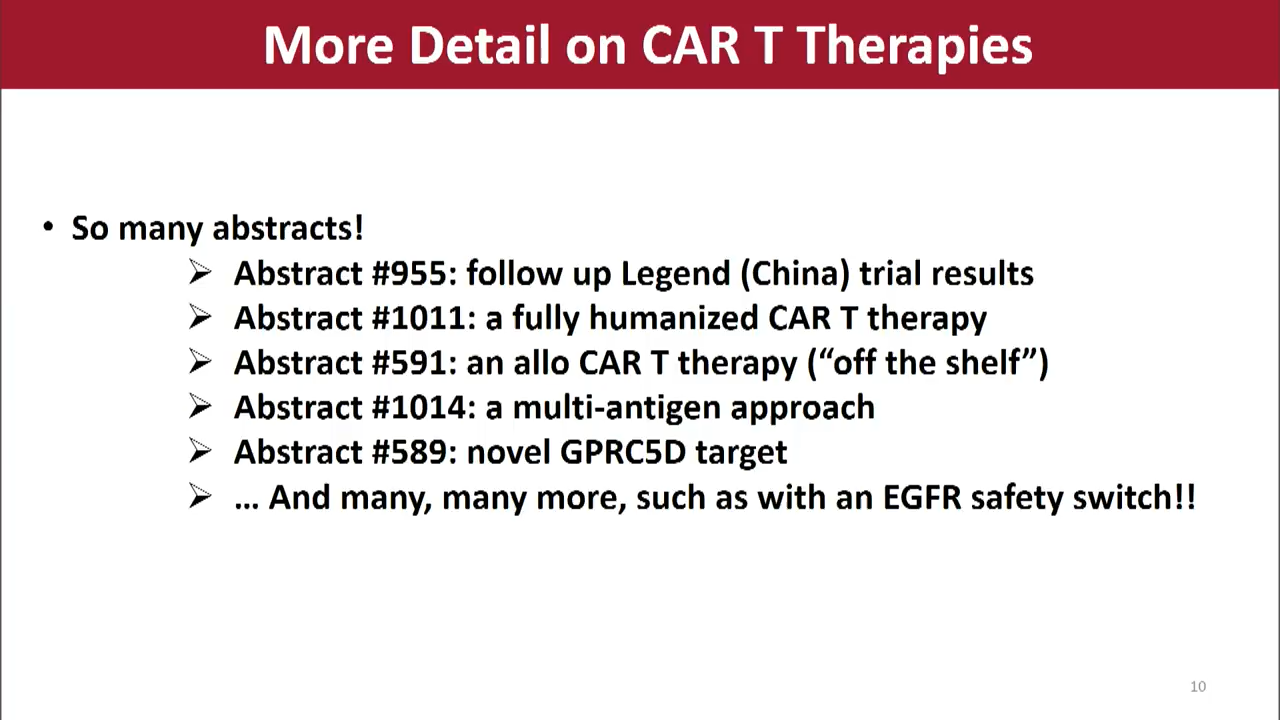 More Detail on CAR T Therapies
• So many abstracts!
➢ Abstract #955: follow up Legend (China) trial results
➢ Abstract #1011: a fully humanized CAR T therapy
➢ Abstract #591: an allo CAR T therapy (“off the shelf”)
➢ Abstract #1014: a multi-antigen approach
➢ Abstract #589: novel GPRC5D target
➢ … And many, many more, such as with an EGFR safety switch!!
10